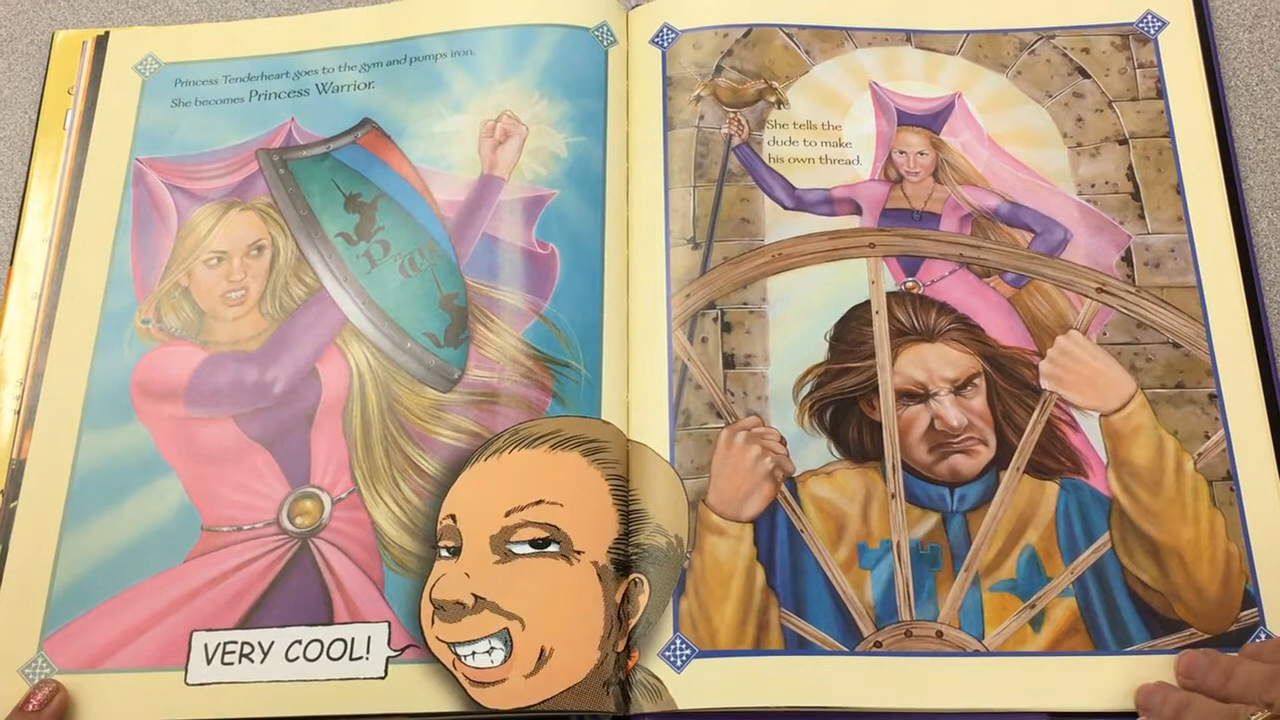 Princess Tenderheart goes to the gym and pumps iron.
She becomes Princess Warrior.
VERY COOL!
She tells the
dude to make
his own thread.